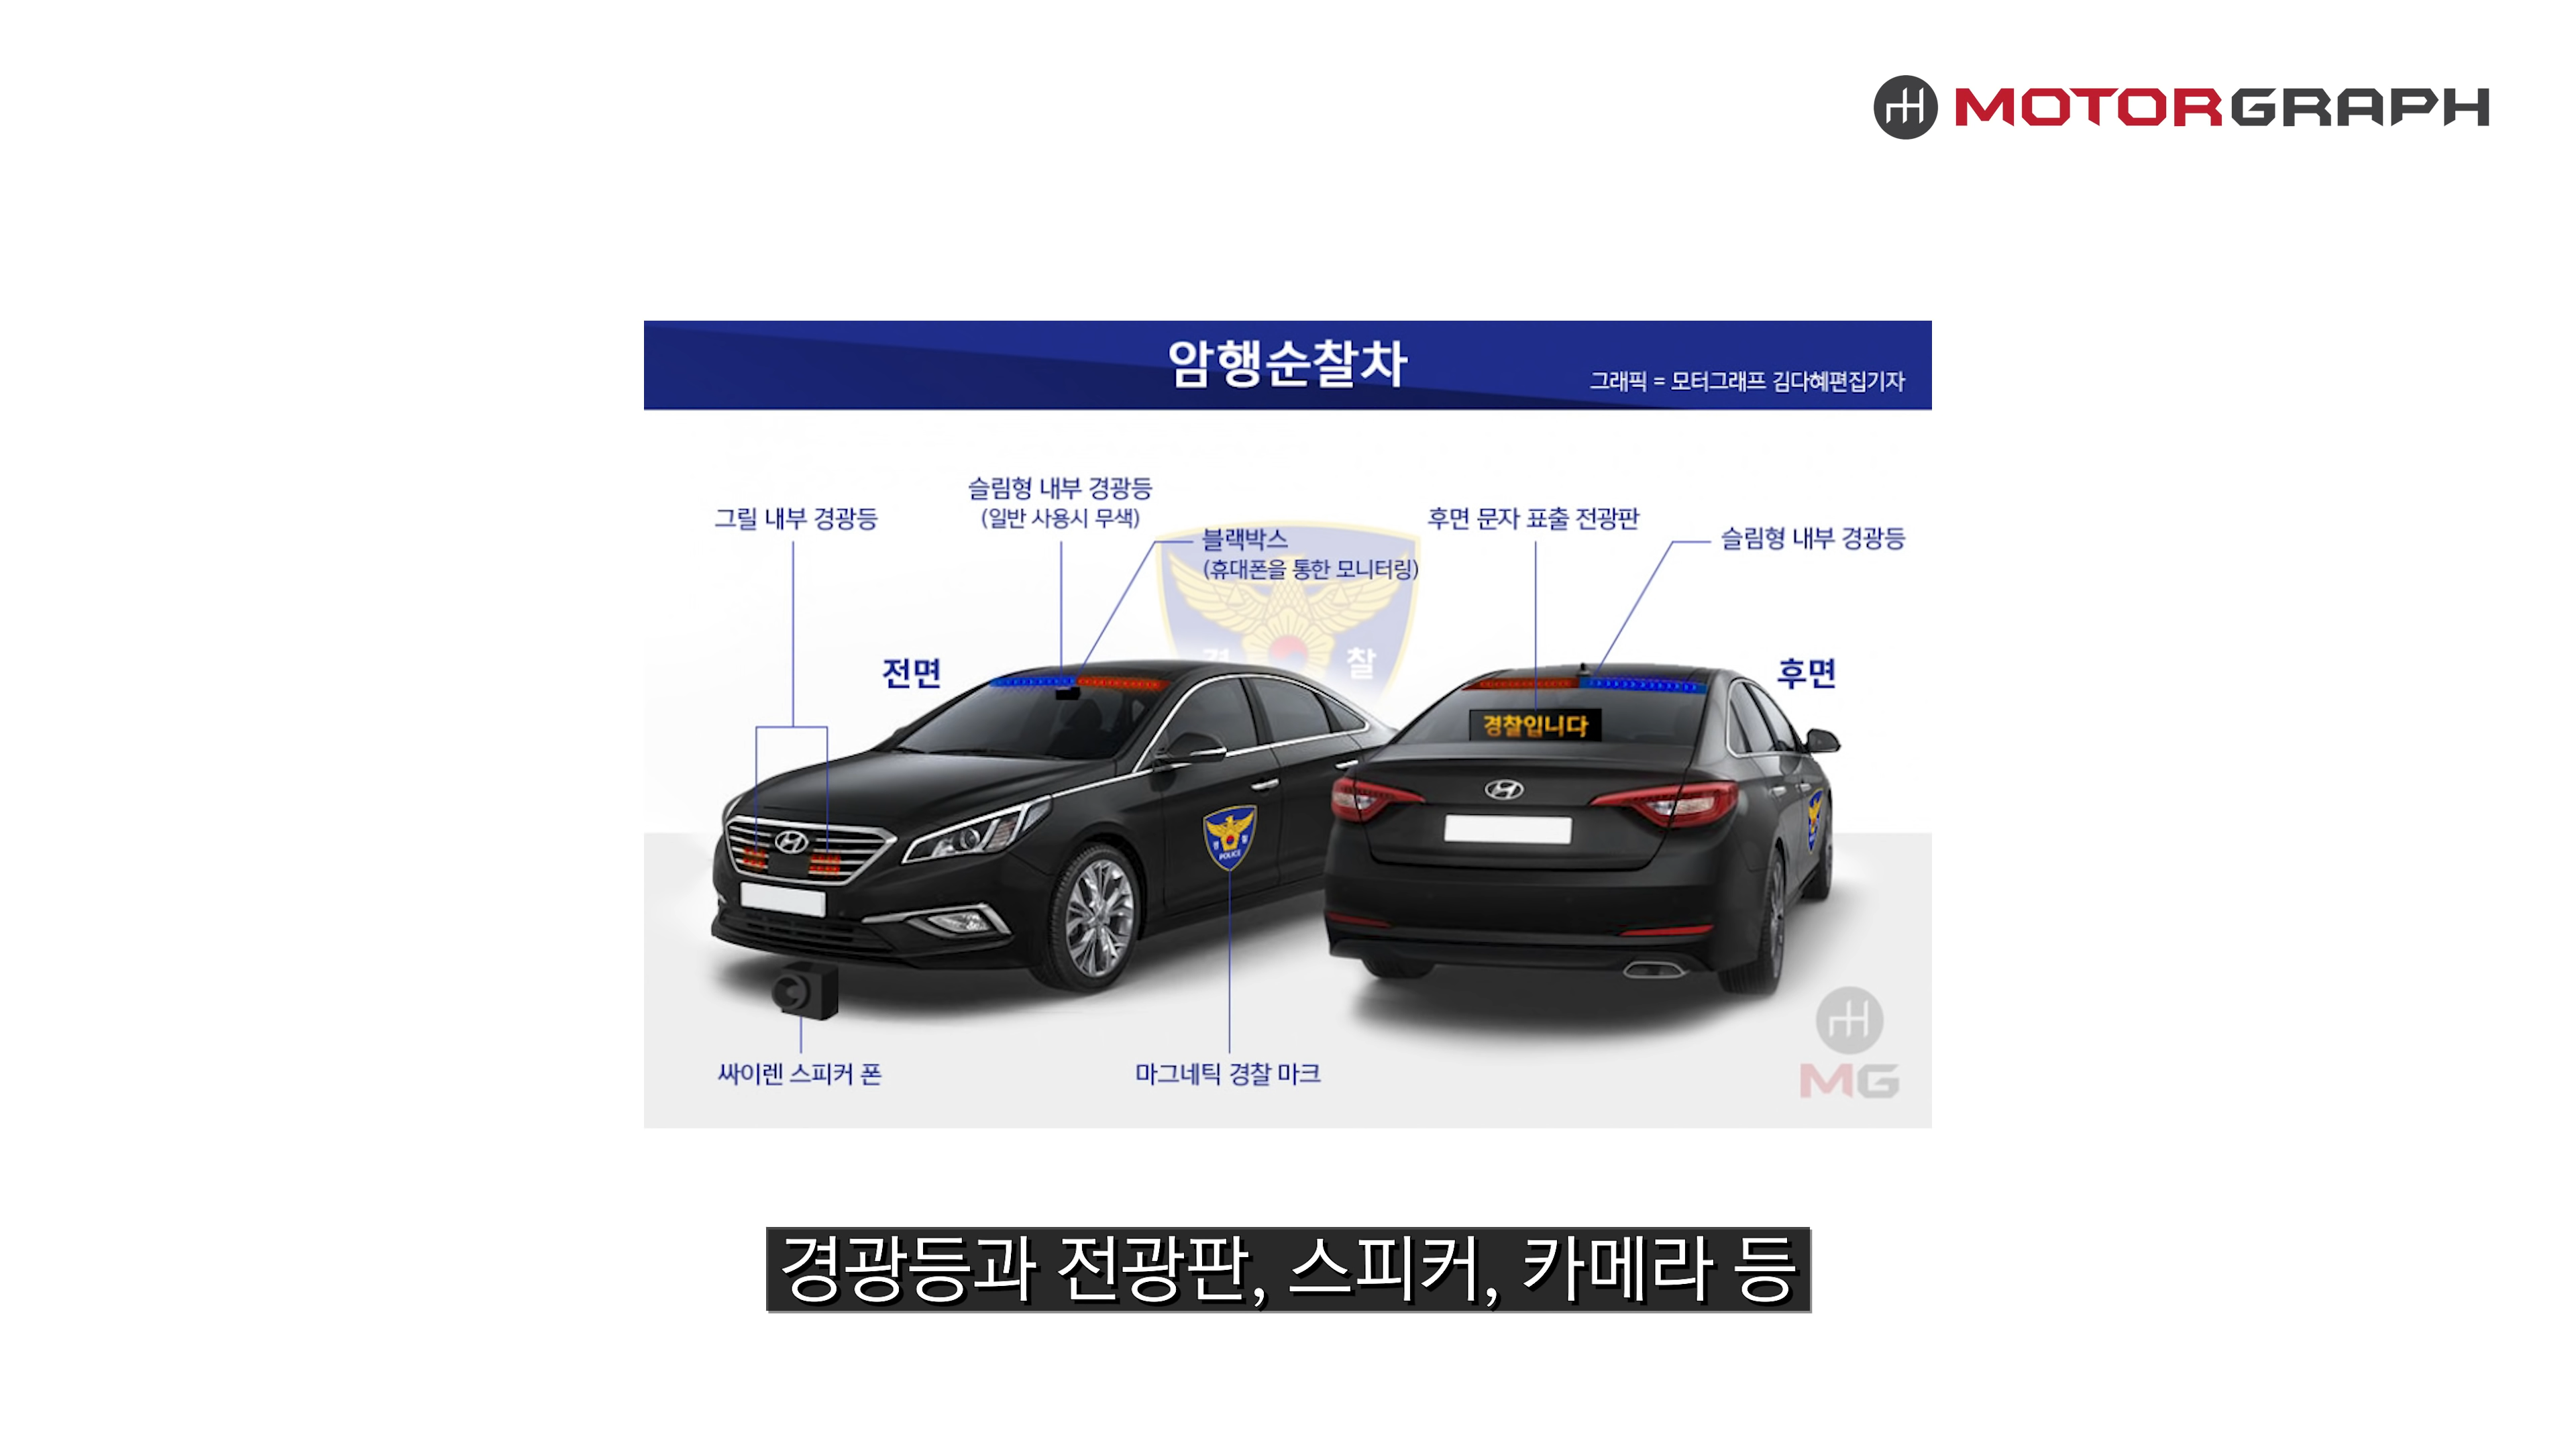 MOTORGRAPH
암행순찰차
그래픽 = 모터그래프 김다혜편집기자
슬림형 내부 경광등
(일반 사용시 무색)
그릴 내부 경광등
블랙박스
(휴대폰을 통한 모니터링)
후면 문자 표출 전광판
슬림형 내부 경광등
경 찰
전면
후면
경찰입니다
경 찰
POLICE
싸이렌 스피커 폰
마그네틱 경찰 마크
MG
경광등과 전광판, 스피커, 카메라 등